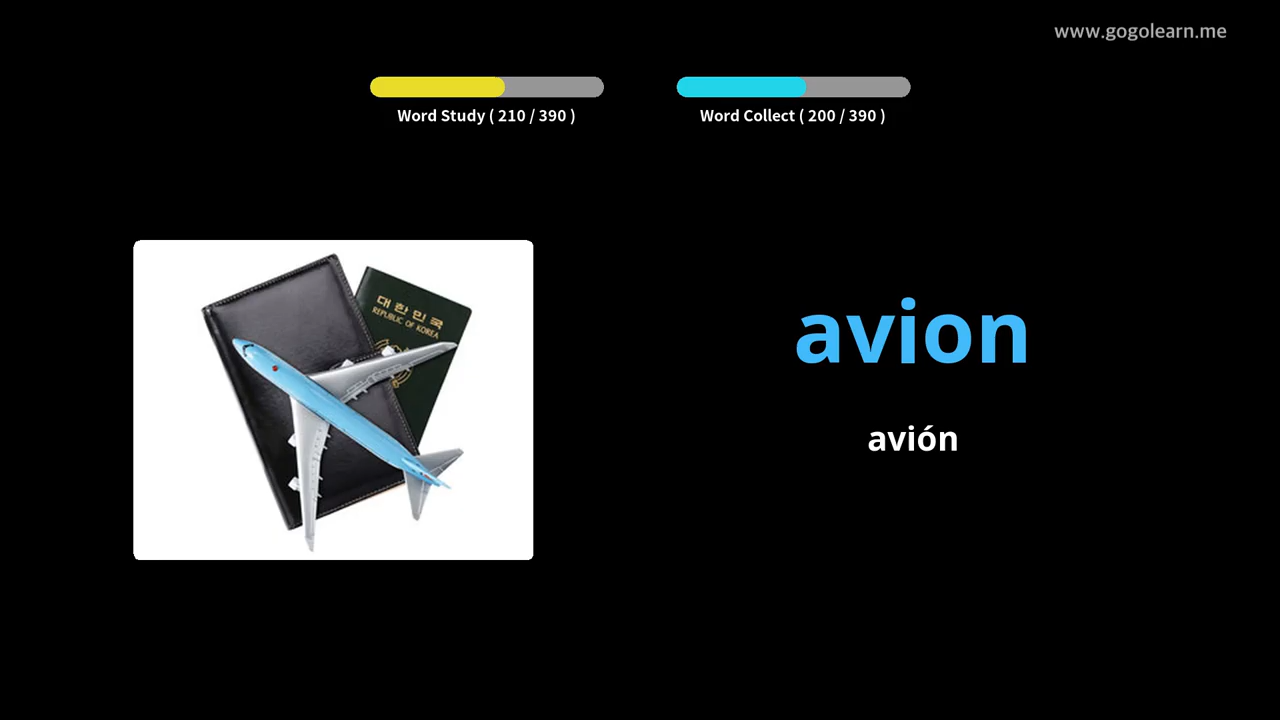 www.gogolearn.me
Word Study ( 210 / 390 )
Word Collect ( 200 / 390 )
대한민국
REPUBLIC OF KOREA
avion
avión